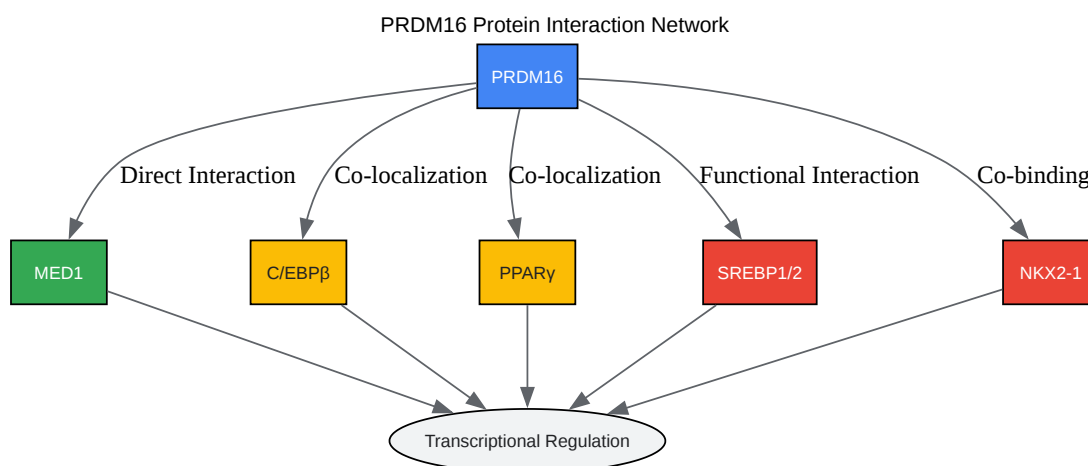 PRDM16 Protein Interaction Network
PRDM16
Direct Interaction
Co-localization
Co-localization
Functional Interaction
Co-binding
MED1
C/EBPβ
PPARγ
SREBP1/2
NKX2-1
Transcriptional Regulation